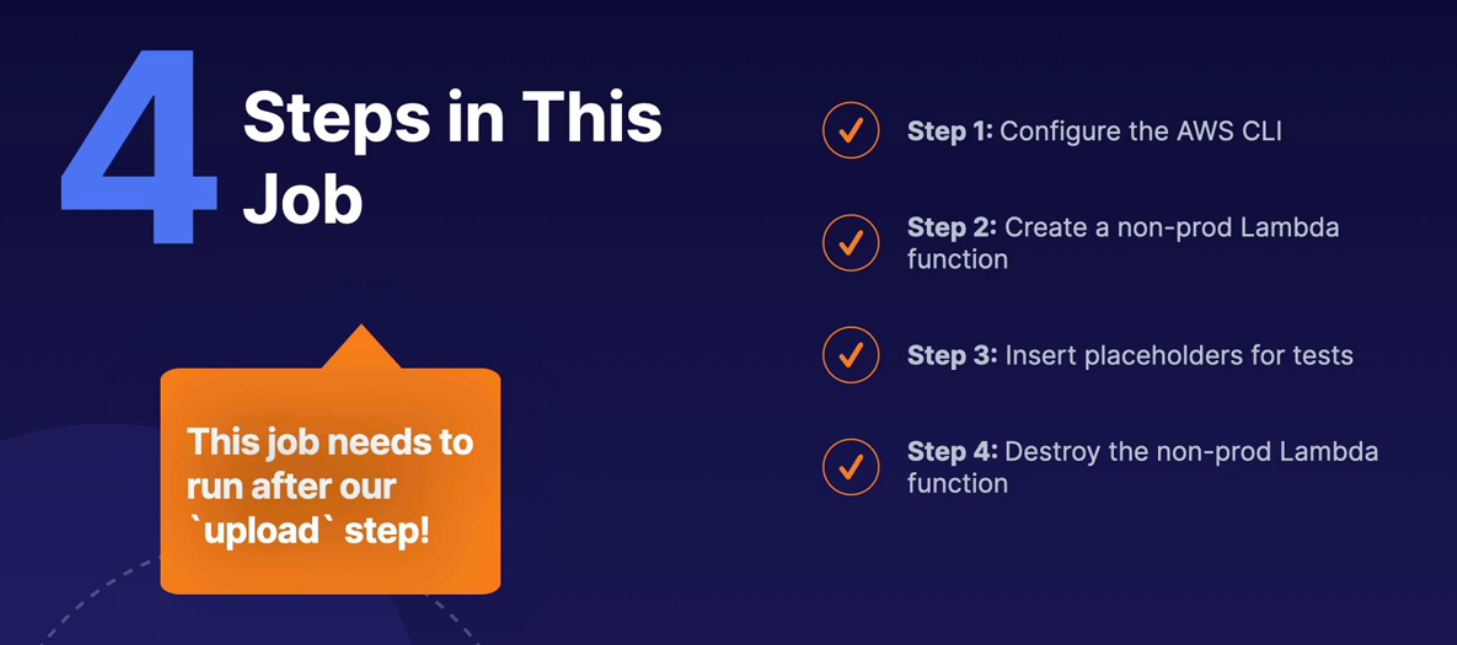 4
Steps in This
Job
This job needs to
run after our
`upload` step!
Step 1: Configure the AWS CLI
Step 2: Create a non-prod Lambda
function
Step 3: Insert placeholders for tests
Step 4: Destroy the non-prod Lambda
function